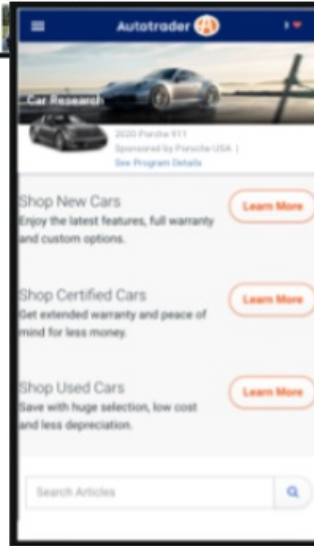 Autotrader
Car Research
2020 Porsche 911
Sponsored by Porsche USA |
See Program Details
Shop New Cars
Enjoy the latest features, full warranty
and custom options.
Learn More
Shop Certified Cars
Get extended warranty and peace of
mind for less money.
Learn More
Shop Used Cars
Save with huge selection, low cost
and less depreciation.
Learn More
Search Articles